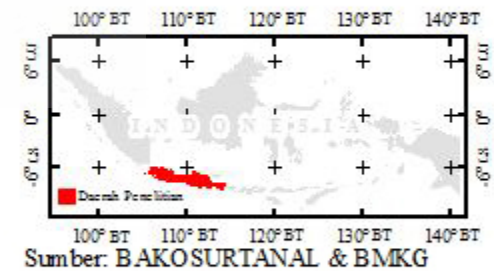 100° BT 110° BT 120° BT 130° BT 140° BT
6° LU 6° LU
0° 0°
INDONESIA
-6° LS -6° LS
Daerah Penelitian
100° BT 110° BT 120° BT 130° BT 140° BT
Sumber: BAKOSURTANAL & BMKG